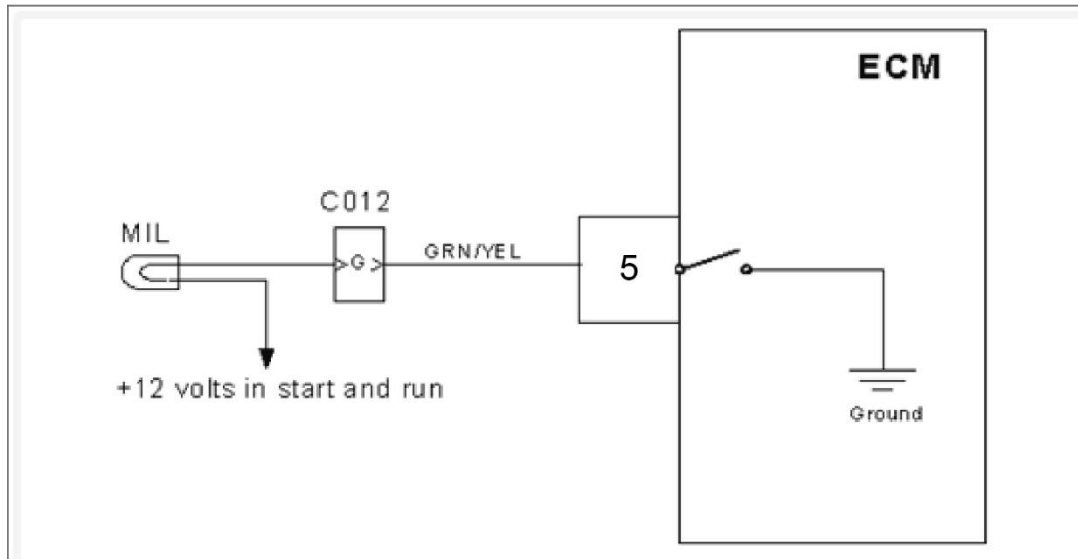 ECM
C012
MIL
G
GRN/YEL
5
+12 volts in start and run
Ground